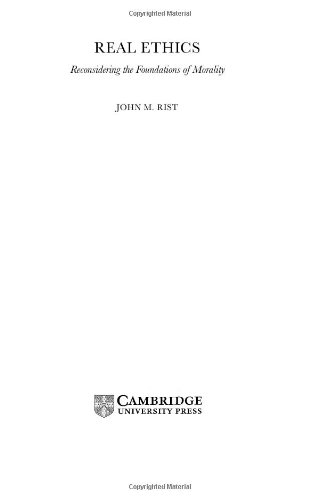 Copyrighted Material
REAL ETHICS
Reconsidering the Foundations of Morality
JOHN M. RIST
CAMBRIDGE
UNIVERSITY PRESS
Copyrighted Material